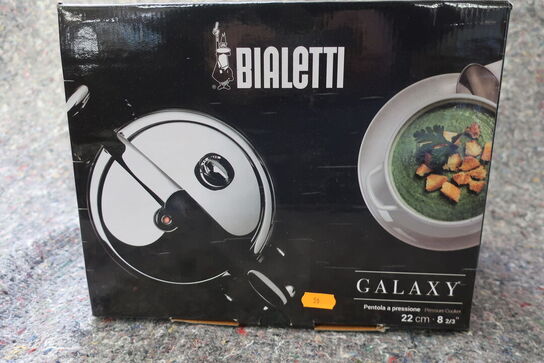 BIALETTI
GALAXY
Pentola a pressione · Pressure Cooker
22 cm · 8 2/3"